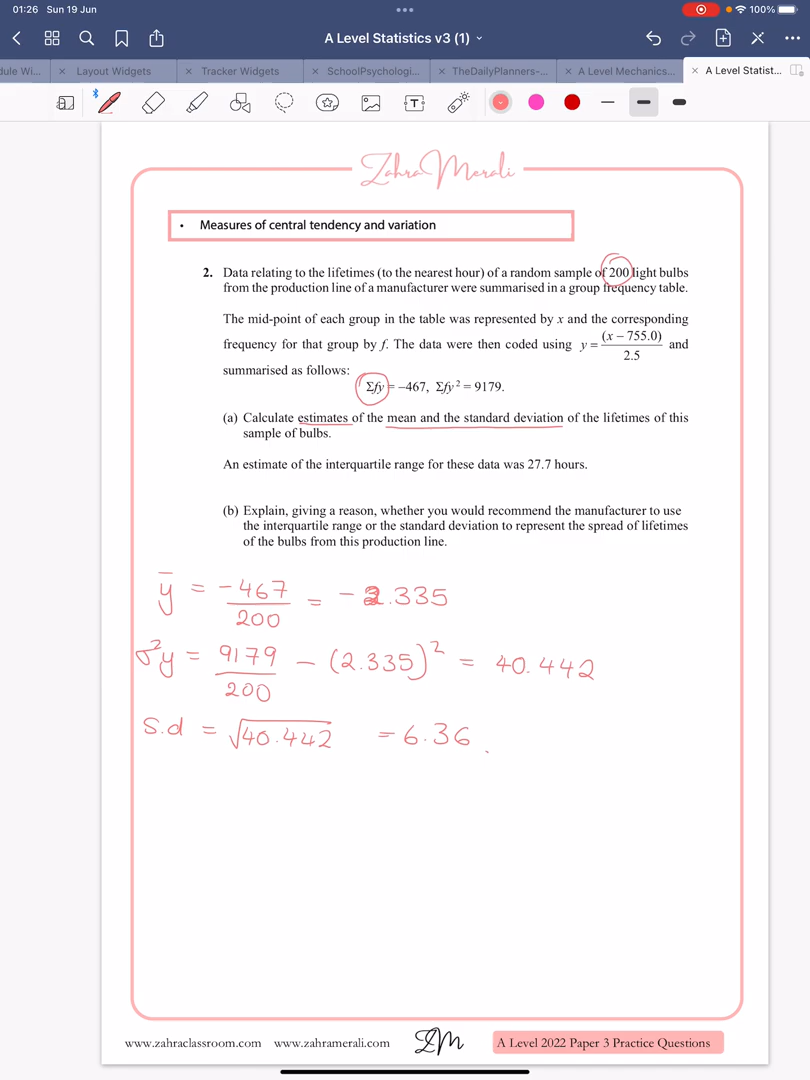 01:26 Sun 19 Jun
100%
A Level Statistics v3 (1)
dule Wi...
Layout Widgets
Tracker Widgets
SchoolPsychologi...
TheDailyPlanners-...
A Level Mechanics...
A Level Statist...
Zahra Merali
• Measures of central tendency and variation
2. Data relating to the lifetimes (to the nearest hour) of a random sample of 200 light bulbs
from the production line of a manufacturer were summarised in a group frequency table.
The mid-point of each group in the table was represented by x and the corresponding
frequency for that group by f. The data were then coded using y = (x – 755.0) / 2.5 and
summarised as follows:
Σfy = –467, Σfy² = 9179.
(a) Calculate estimates of the mean and the standard deviation of the lifetimes of this
sample of bulbs.
An estimate of the interquartile range for these data was 27.7 hours.
(b) Explain, giving a reason, whether you would recommend the manufacturer to use
the interquartile range or the standard deviation to represent the spread of lifetimes
of the bulbs from this production line.
ȳ = -467/200 = -2.335
σ²y = 9179/200 - (2.335)² = 40.442
S.d = √40.442 = 6.36
www.zahraclassroom.com www.zahramerali.com ZM A Level 2022 Paper 3 Practice Questions